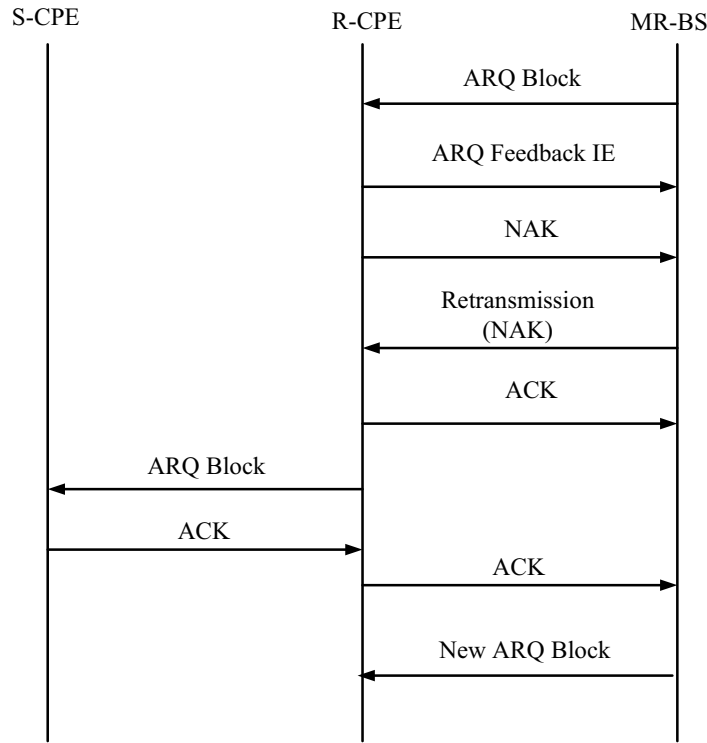 S-CPE
R-CPE
MR-BS
ARQ Block
ARQ Feedback IE
NAK
Retransmission
(NAK)
ACK
ARQ Block
ACK
ACK
New ARQ Block